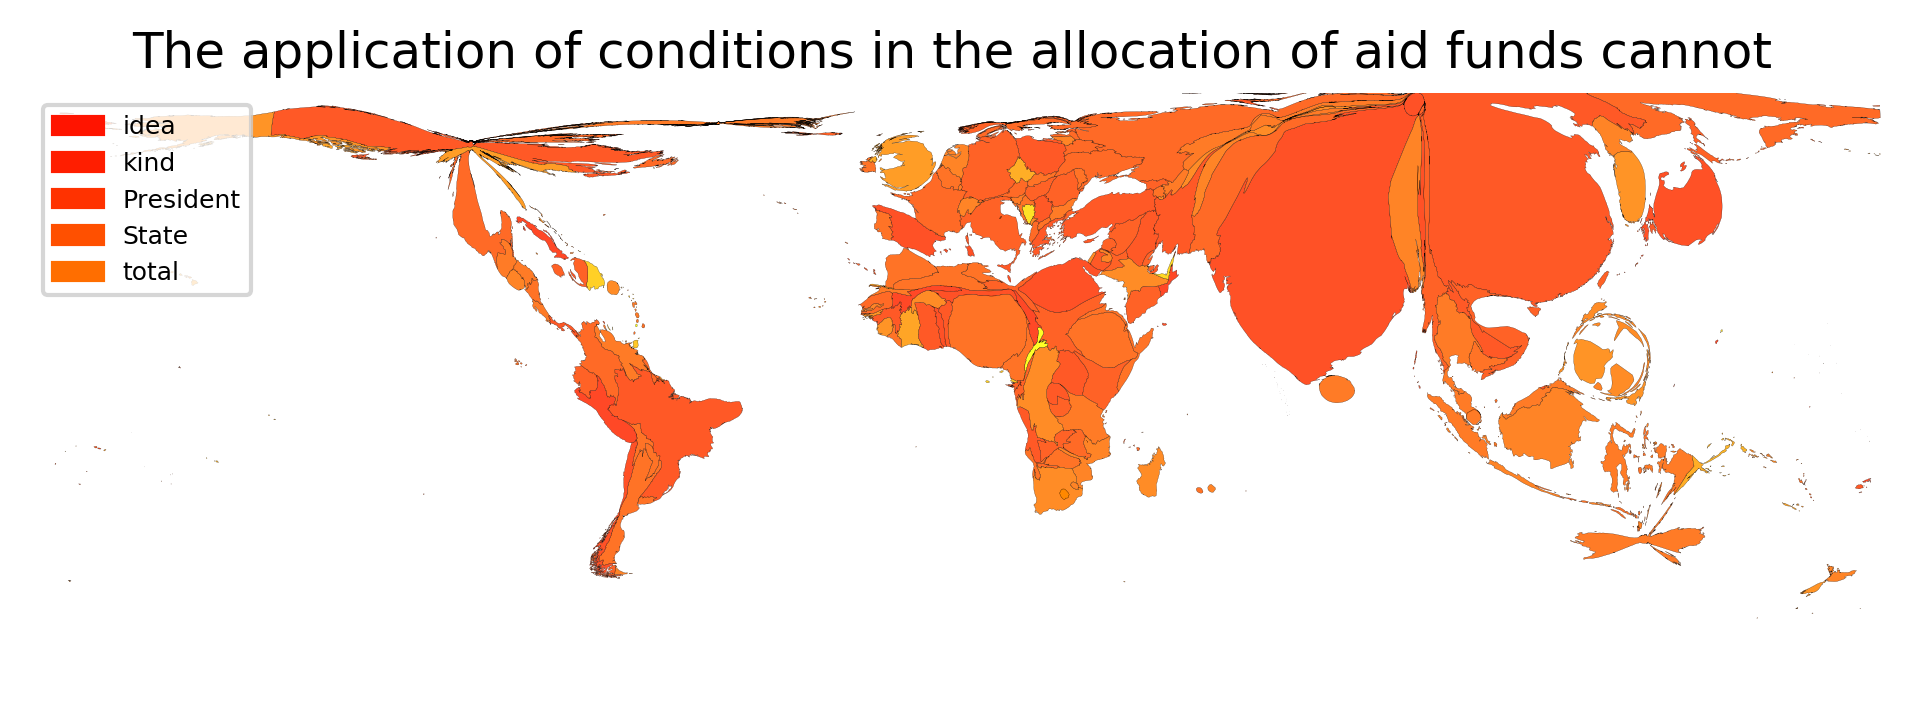 The application of conditions in the allocation of aid funds cannot
idea
kind
President
State
total